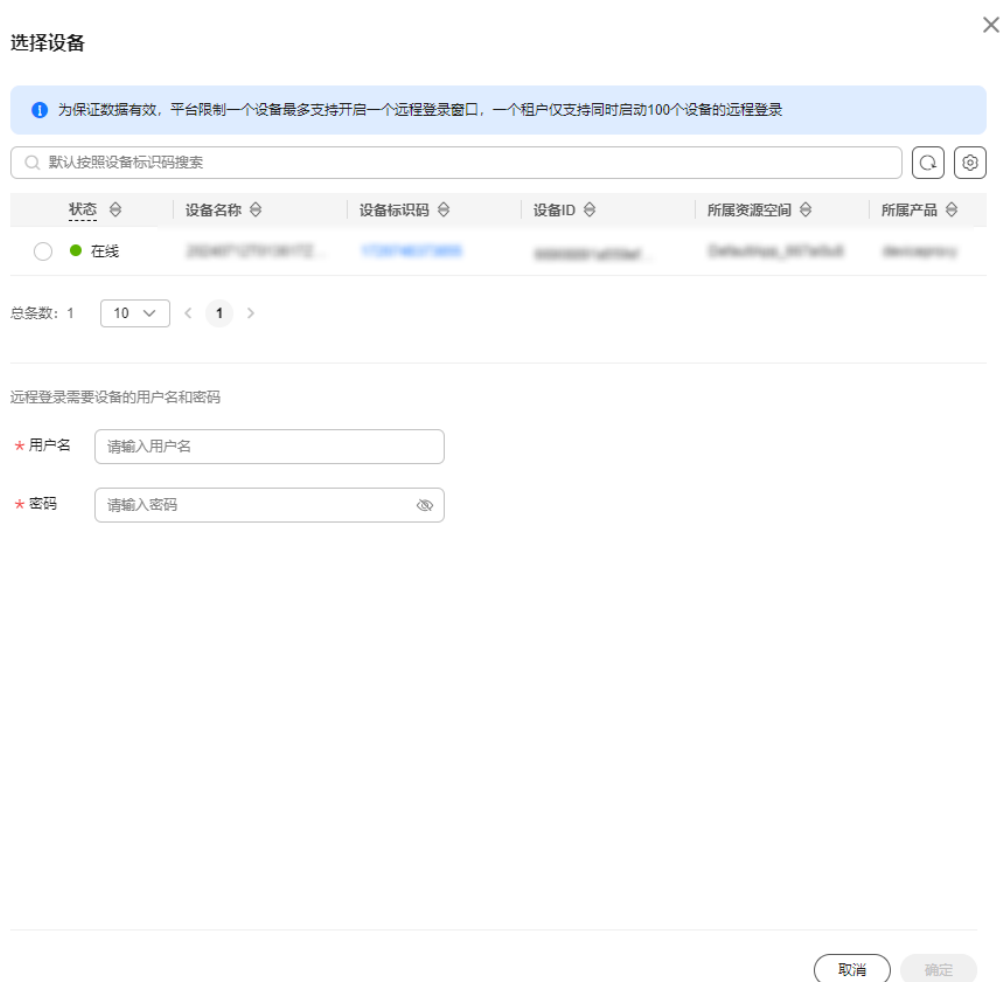 选择设备
为保证数据有效，平台限制一个设备最多支持开启一个远程登录窗口，一个租户仅支持同时启动100个设备的远程登录
默认按照设备标识码搜索
状态 设备名称 设备标识码 设备ID 所属资源空间 所属产品
在线
总条数：1 10 1
远程登录需要设备的用户名和密码
* 用户名 请输入用户名
* 密码 请输入密码
取消 确定